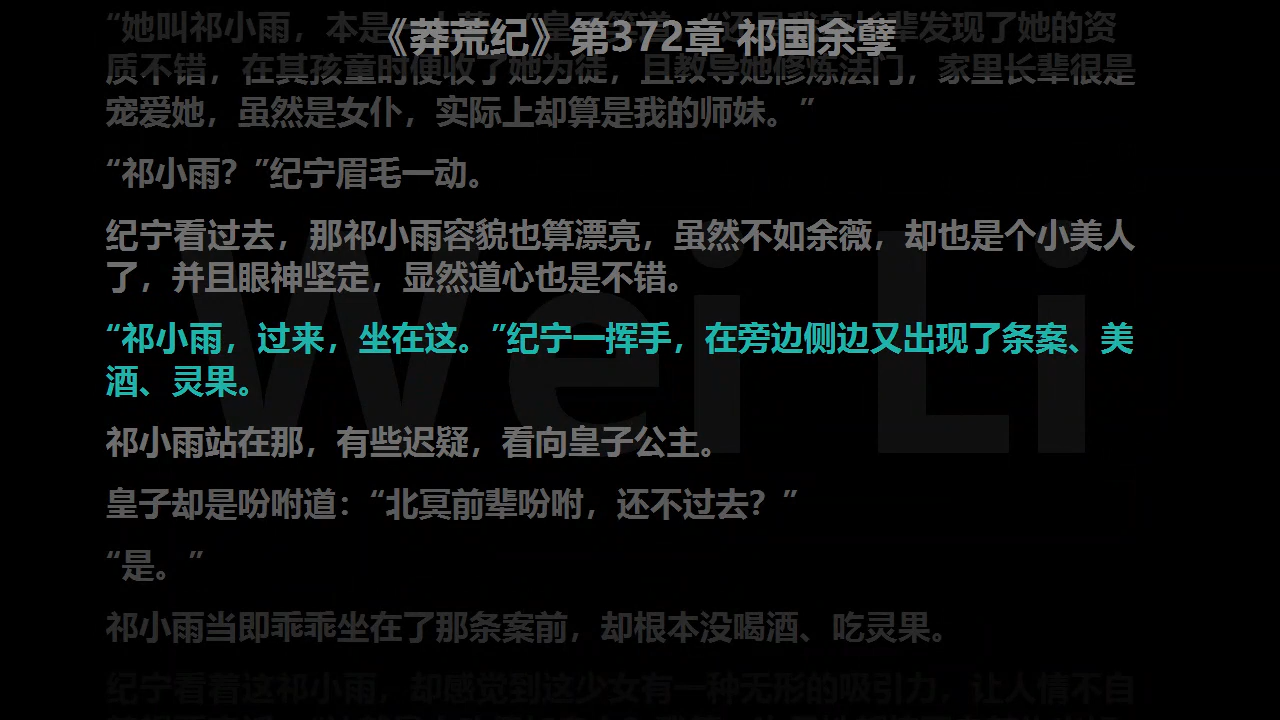 《莽荒纪》第372章 祁国余孽
质不错，在其孩童时便收了她为徒，且教导她修炼法门，家里长辈很是
宠爱她，虽然是女仆，实际上却算是我的师妹。”
“祁小雨？”纪宁眉毛一动。
纪宁看过去，那祁小雨容貌也算漂亮，虽然不如余薇，却也是个小美人
了，并且眼神坚定，显然道心也是不错。
“祁小雨，过来，坐在这。”纪宁一挥手，在旁边侧边又出现了条案、美
酒、灵果。
祁小雨站在那，有些迟疑，看向皇子公主。
皇子却是吩咐道：“北冥前辈吩咐，还不过去？”
“是。”
祁小雨当即乖乖坐在了那条案前，却根本没喝酒、吃灵果。
纪宁看着这祁小雨，却感觉到这少女有一种无形的吸引力，让人情不自
Wei Li